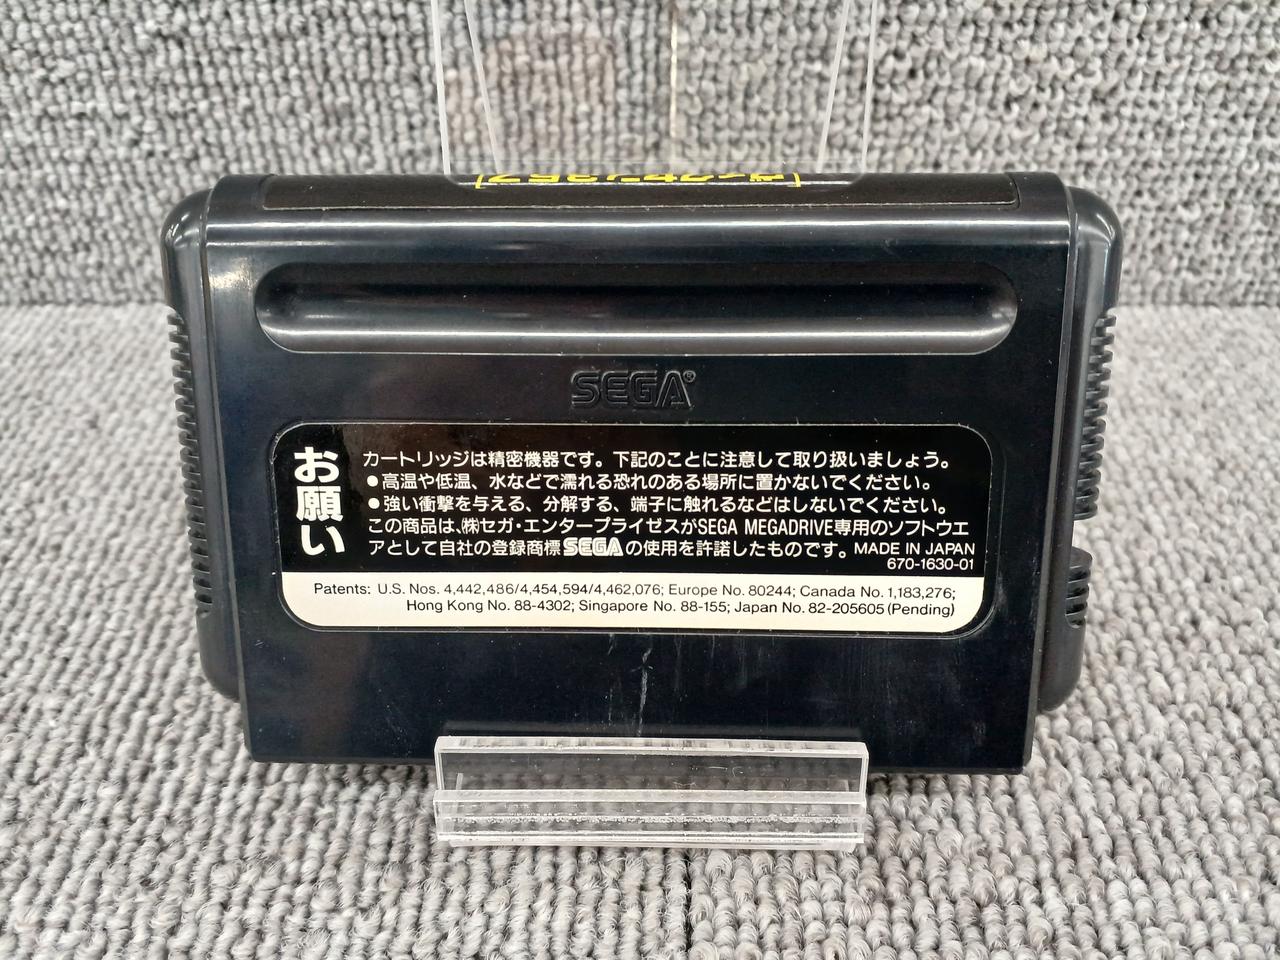 ヴィクセン357
SEGA®
お願い
カートリッジは精密機器です。下記のことに注意して取り扱いましょう。
●高温や低温、水などで濡れる恐れのある場所に置かないでください。
●強い衝撃を与える、分解する、端子に触れるなどはしないでください。
この商品は、㈱セガ・エンタープライゼスがSEGA MEGADRIVE専用のソフトウエ
アとして自社の登録商標SEGAの使用を許諾したものです。MADE IN JAPAN
670-1630-01
Patents: U.S. Nos. 4,442,486/4,454,594/4,462,076; Europe No. 80244; Canada No. 1,183,276;
Hong Kong No. 88-4302; Singapore No. 88-155; Japan No. 82-205605 (Pending)